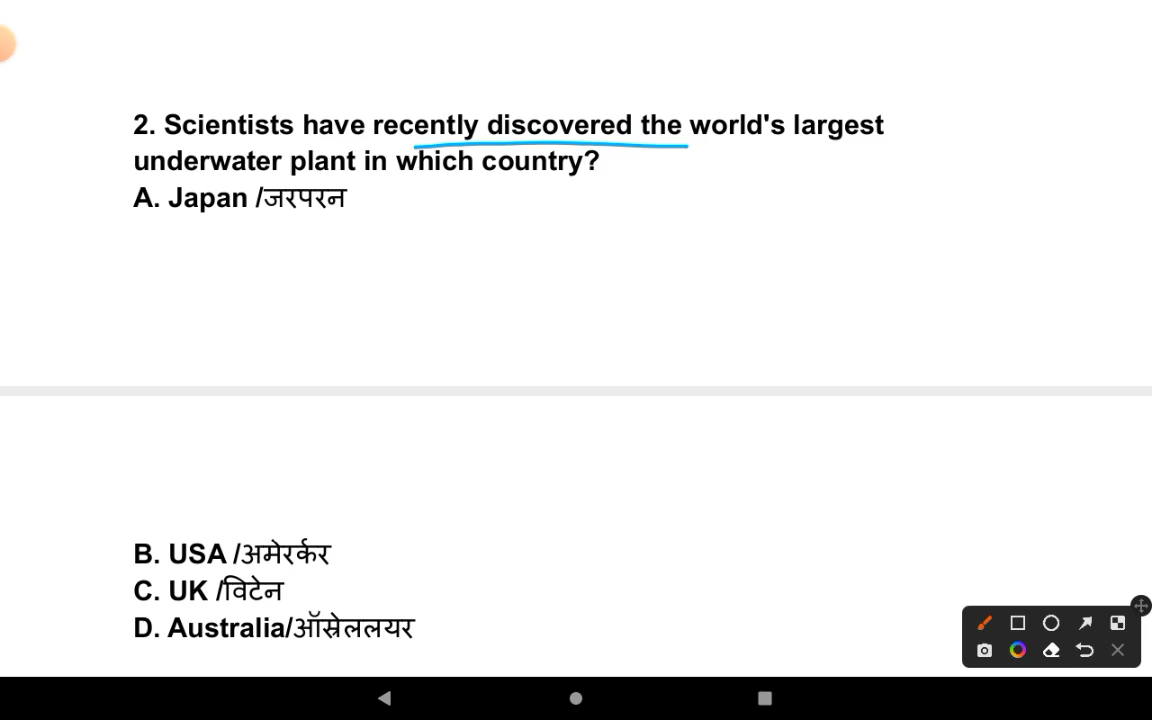 2. Scientists have recently discovered the world's largest
underwater plant in which country?
A. Japan /जरपरन
B. USA /अमेरर्कर
C. UK /विटेन
D. Australia/ऑस्रेललयर